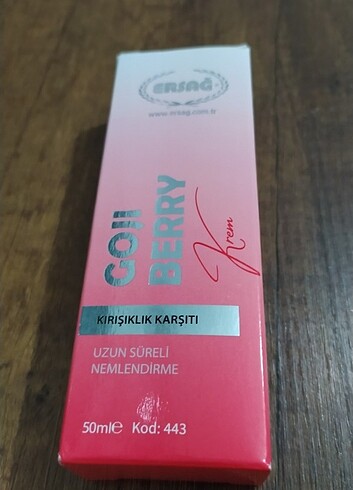 ERSAĞ
www.ersag.com.tr
GOJI
BERRY
Krem
KIRIŞIKLIK KARŞITI
UZUN SÜRELİ
NEMLENDİRME
50ml℮ Kod: 443